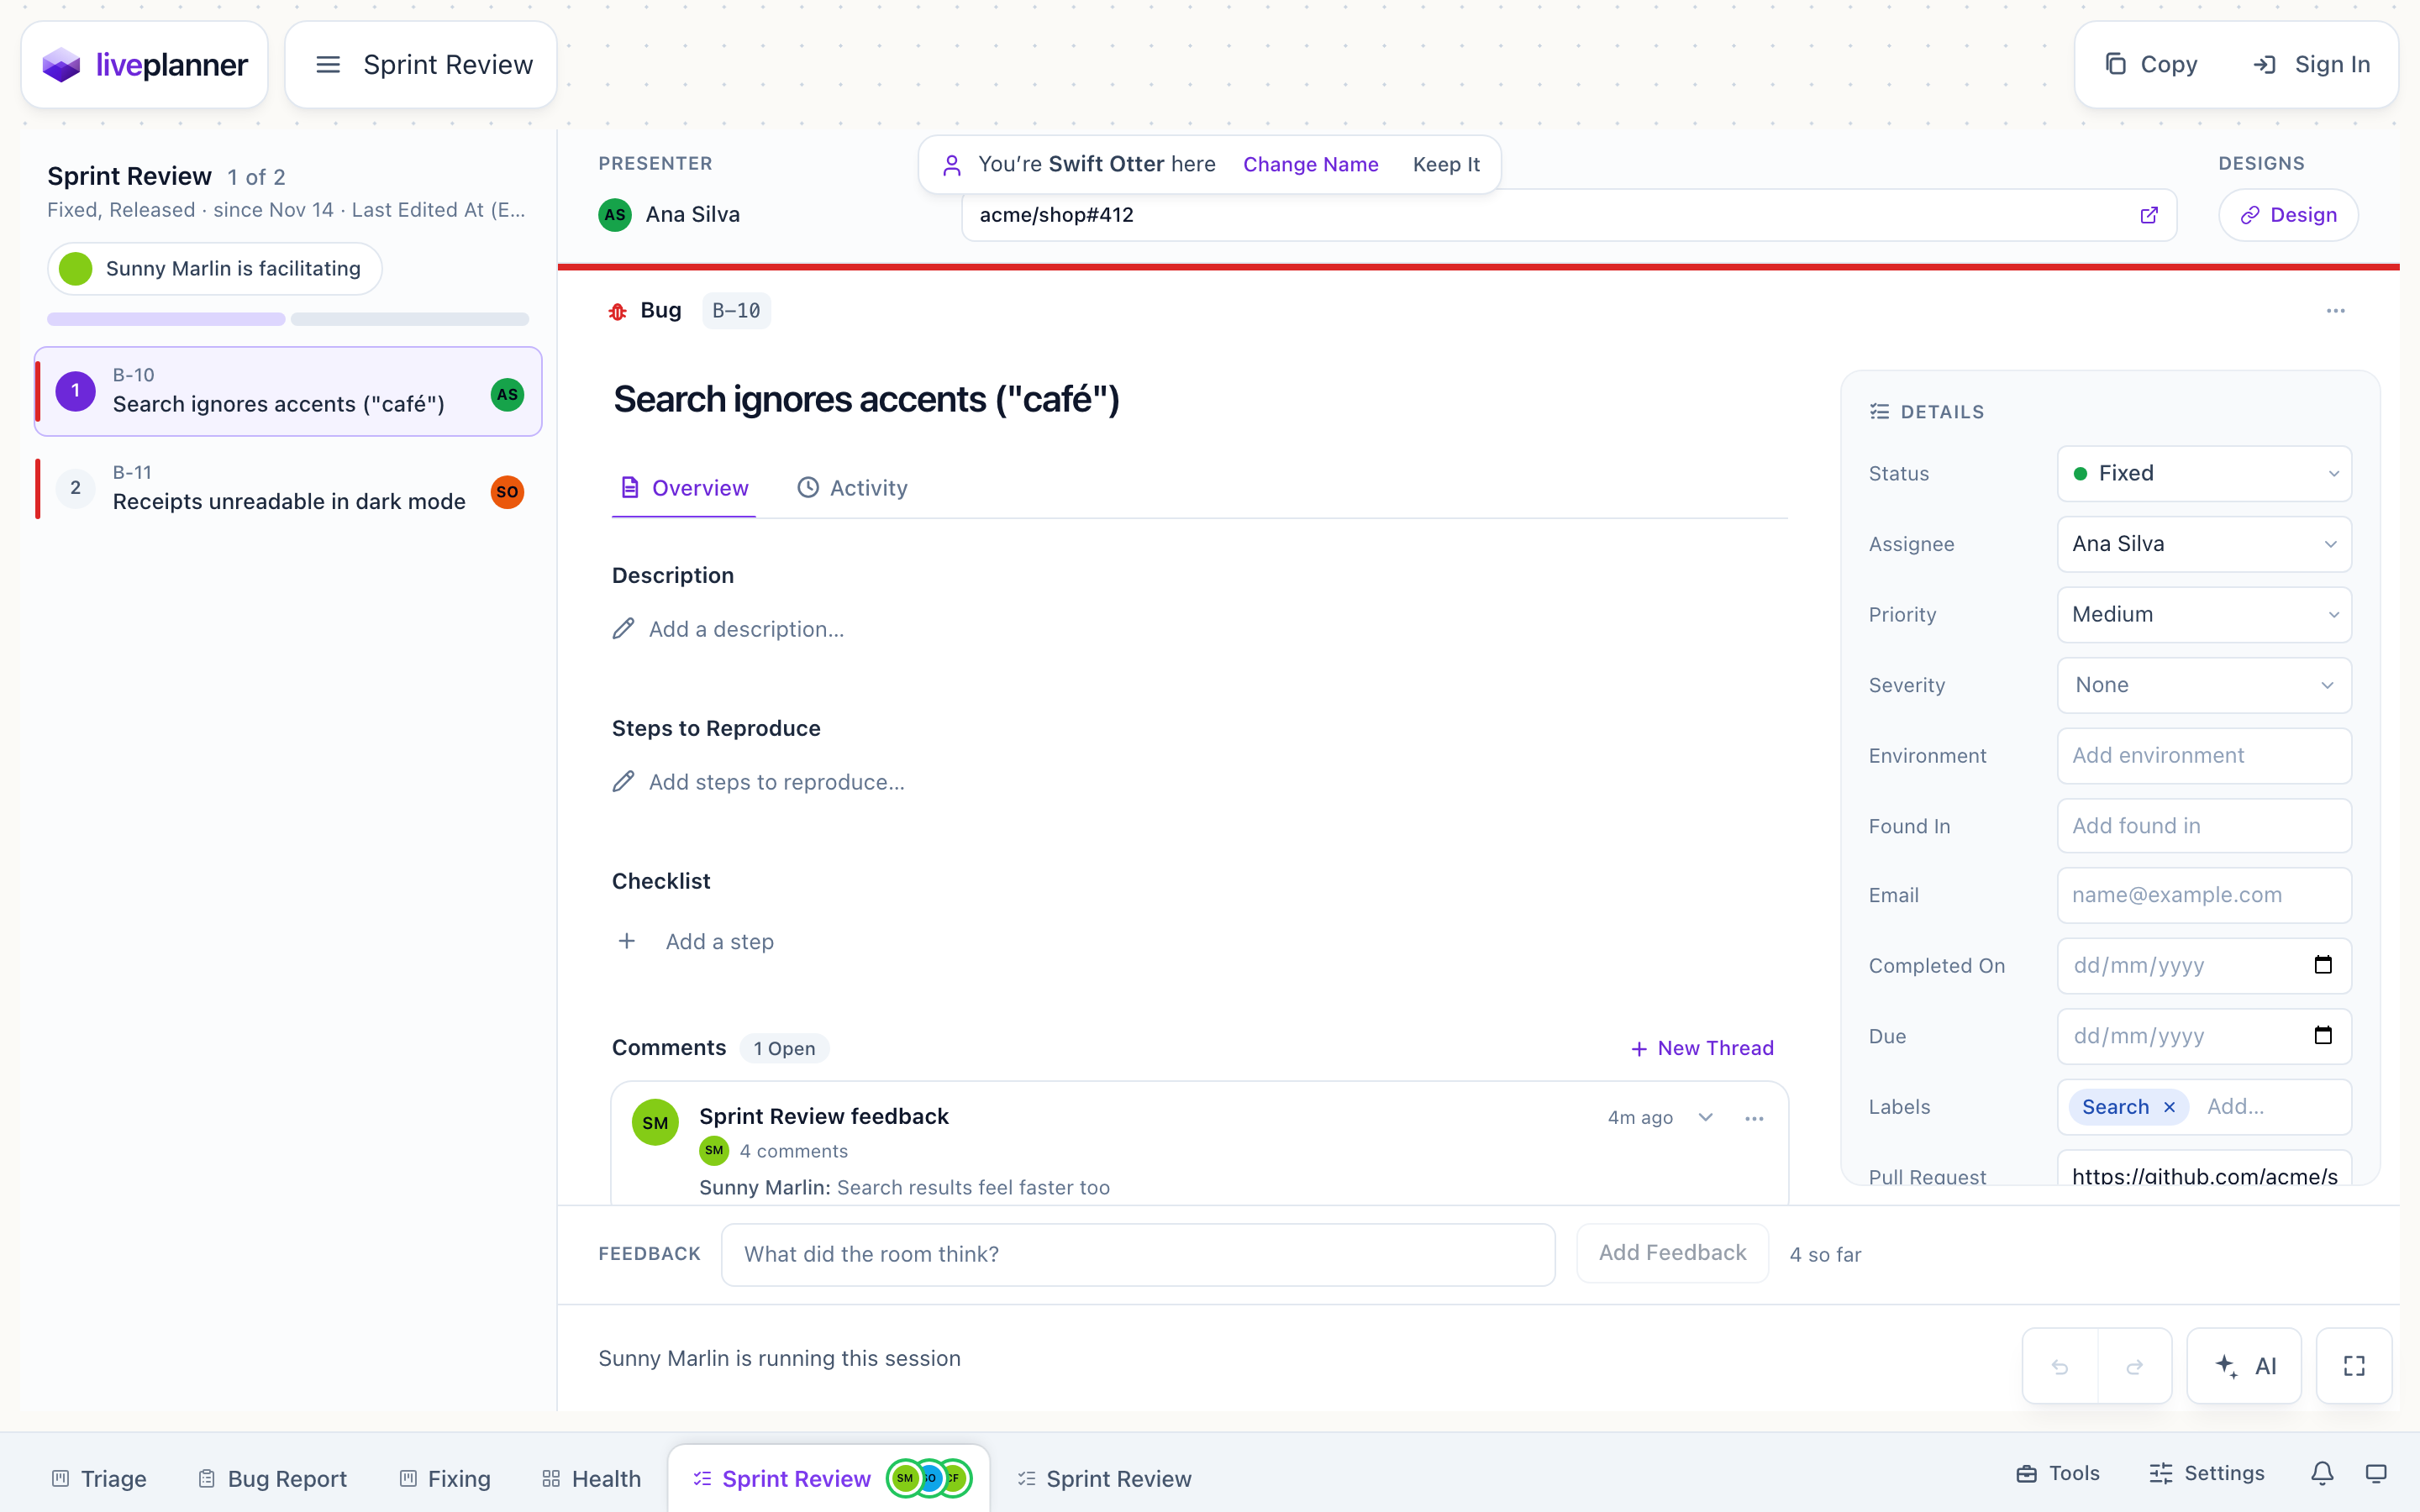 liveplanner
Sprint Review
Copy
Sign In
Sprint Review 1 of 2
Fixed, Released · since Nov 14 · Last Edited At (E...
Sunny Marlin is facilitating
1
B-10
Search ignores accents ("café")
AS
2
B-11
Receipts unreadable in dark mode
SO
PRESENTER
AS Ana Silva
You're Swift Otter here Change Name Keep It
acme/shop#412
DESIGNS
Design
Bug B-10
Search ignores accents ("café")
Overview Activity
Description
Add a description...
Steps to Reproduce
Add steps to reproduce...
Checklist
Add a step
Comments 1 Open
New Thread
SM Sprint Review feedback 4m ago
SM 4 comments
Sunny Marlin: Search results feel faster too
DETAILS
Status Fixed
Assignee Ana Silva
Priority Medium
Severity None
Environment Add environment
Found In Add found in
Email name@example.com
Completed On dd/mm/yyyy
Due dd/mm/yyyy
Labels Search × Add...
Pull Request https://github.com/acme/s
FEEDBACK What did the room think? Add Feedback 4 so far
Sunny Marlin is running this session
AI
Triage Bug Report Fixing Health Sprint Review SM Sprint Review Tools Settings